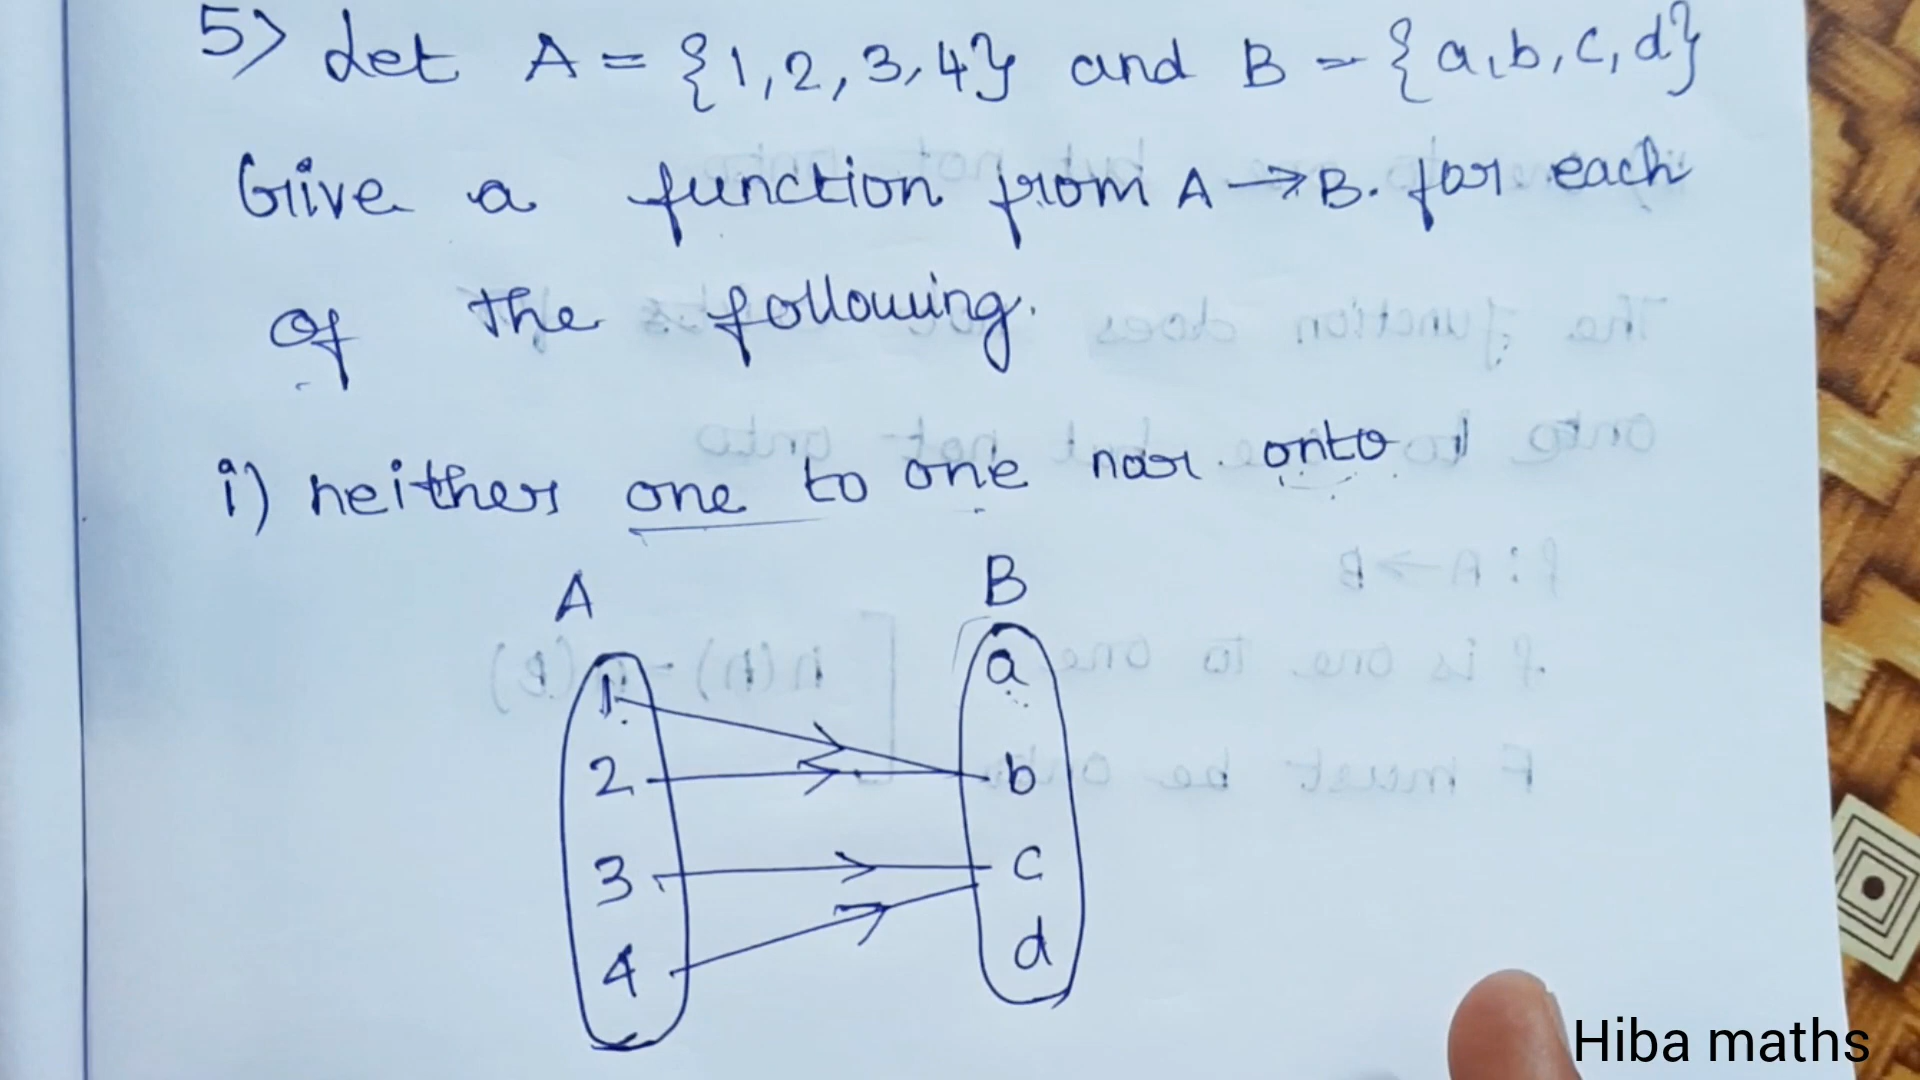 5) Let A = {1, 2, 3, 4} and B = {a, b, c, d}
Give a function from A → B. for each
of the following.
i) neither one to one nor onto
A B
1 a
2 b
3 c
4 d
Hiba maths